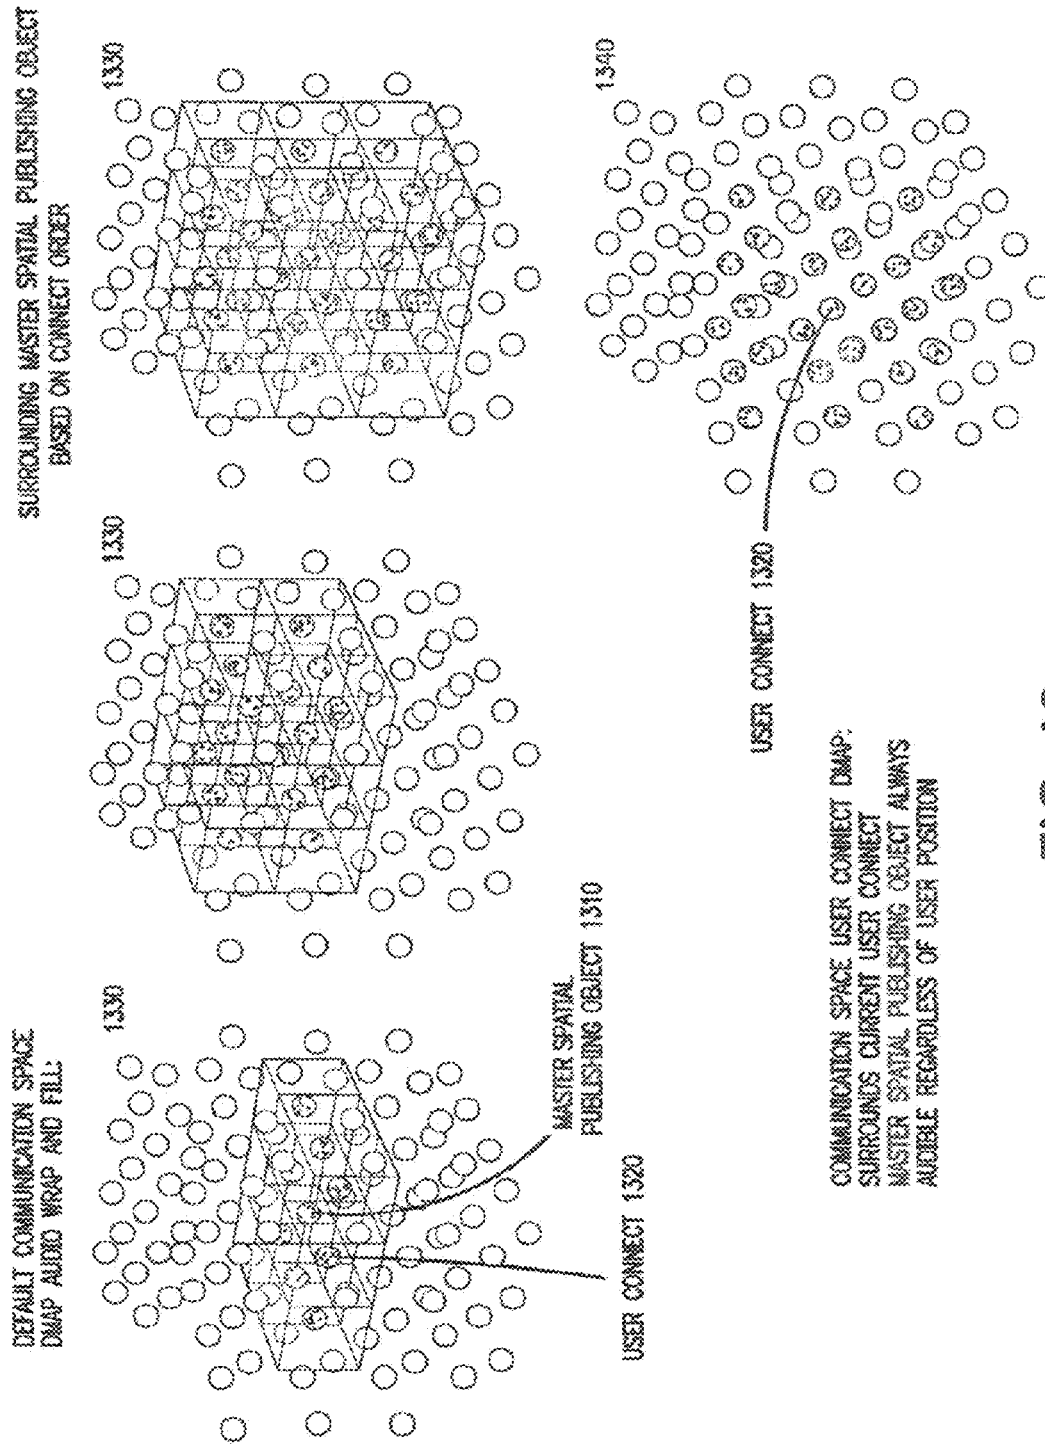 DEFAULT COMMUNICATION SPACE
DMAP AUDIO WRAP AND FILL:
SURROUNDING MASTER SPATIAL PUBLISHING OBJECT
BASED ON CONNECT ORDER
1330
1330
1330
MASTER SPATIAL
PUBLISHING OBJECT 1310
USER CONNECT 1320
1340
USER CONNECT 1320
COMMUNICATION SPACE USER CONNECT DMAP:
SURROUNDS CURRENT USER CONNECT
MASTER SPATIAL PUBLISHING OBJECT ALWAYS
AUDIBLE REGARDLESS OF USER POSITION